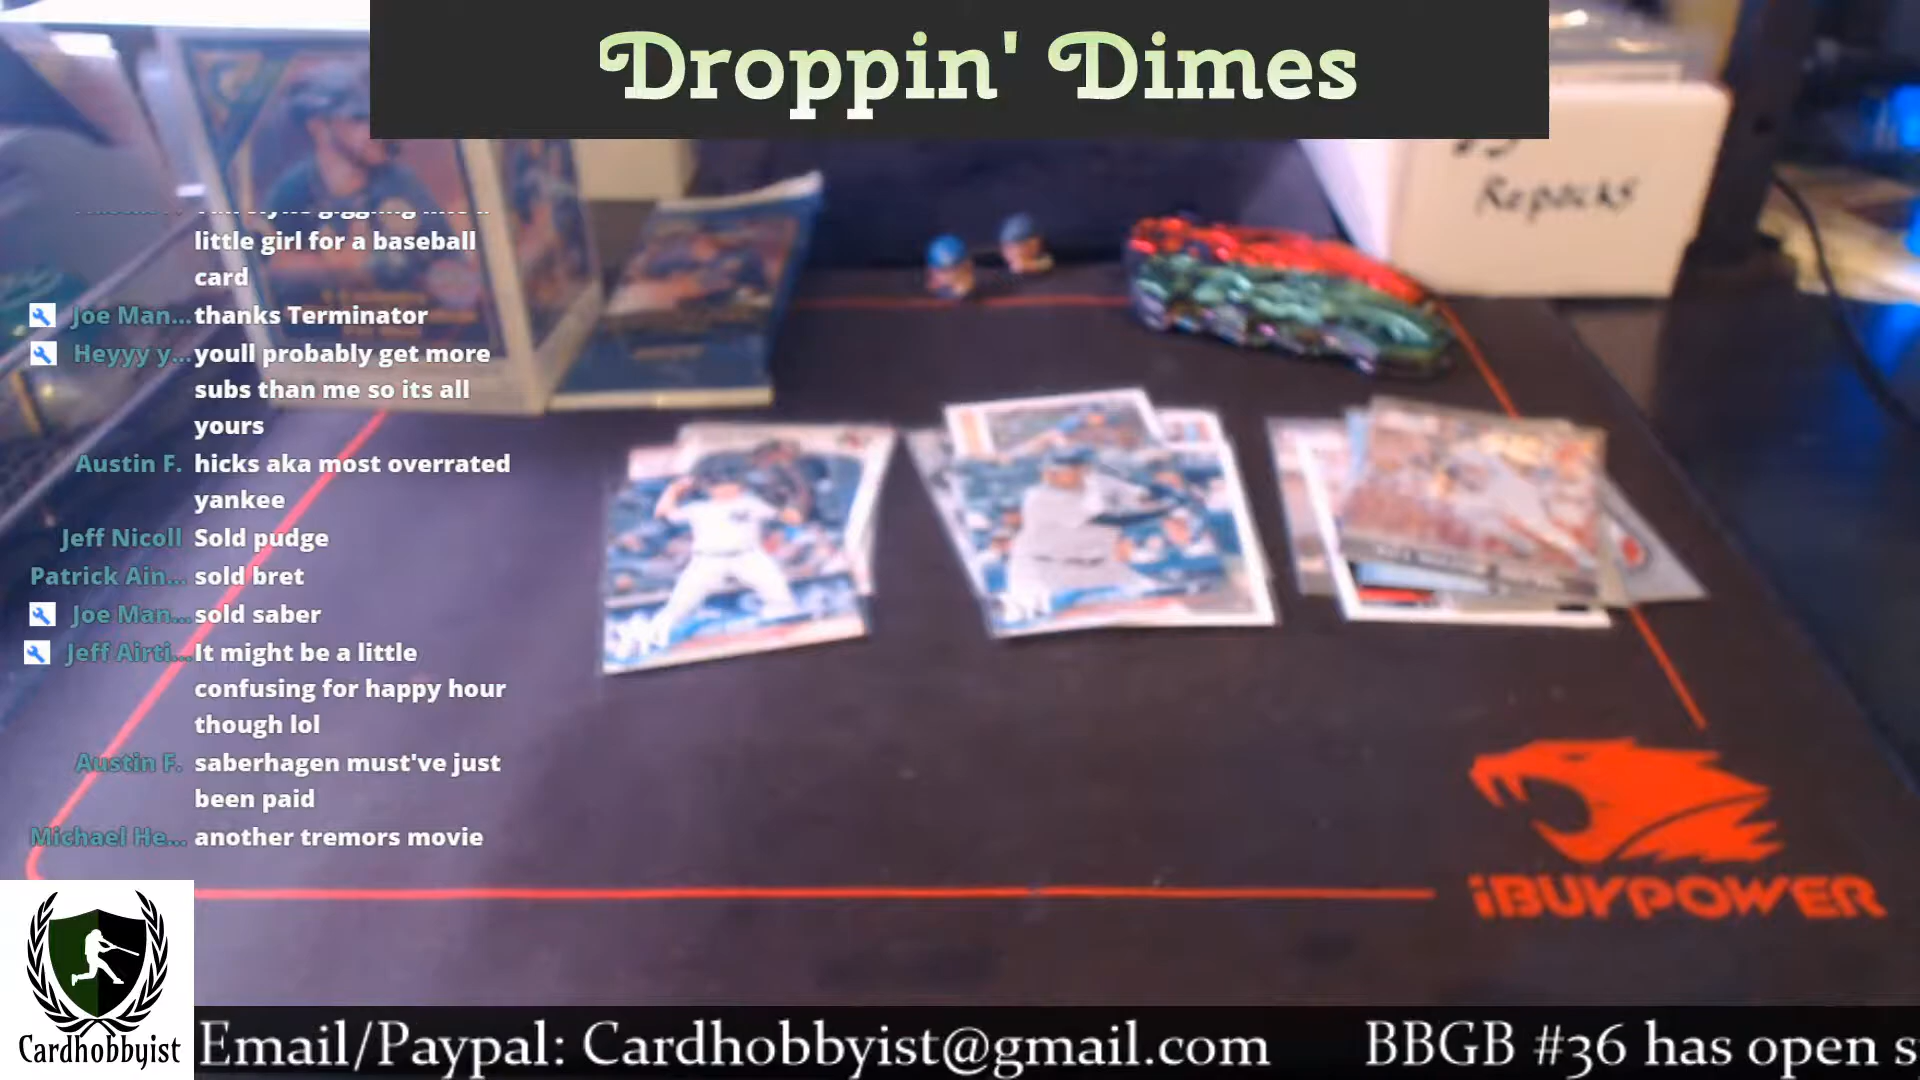 Droppin' Dimes
#3
Repacks
little girl for a baseball
card
Joe Man... thanks Terminator
Heyyy y... youll probably get more
subs than me so its all
yours
Austin F. hicks aka most overrated
yankee
Jeff Nicoll Sold pudge
Patrick Ain... sold bret
Joe Man... sold saber
Jeff Airti... It might be a little
confusing for happy hour
though lol
Austin F. saberhagen must've just
been paid
Michael He... another tremors movie
iBUYPOWER
Cardhobbyist
Email/Paypal: Cardhobbyist@gmail.com BBGB #36 has open s